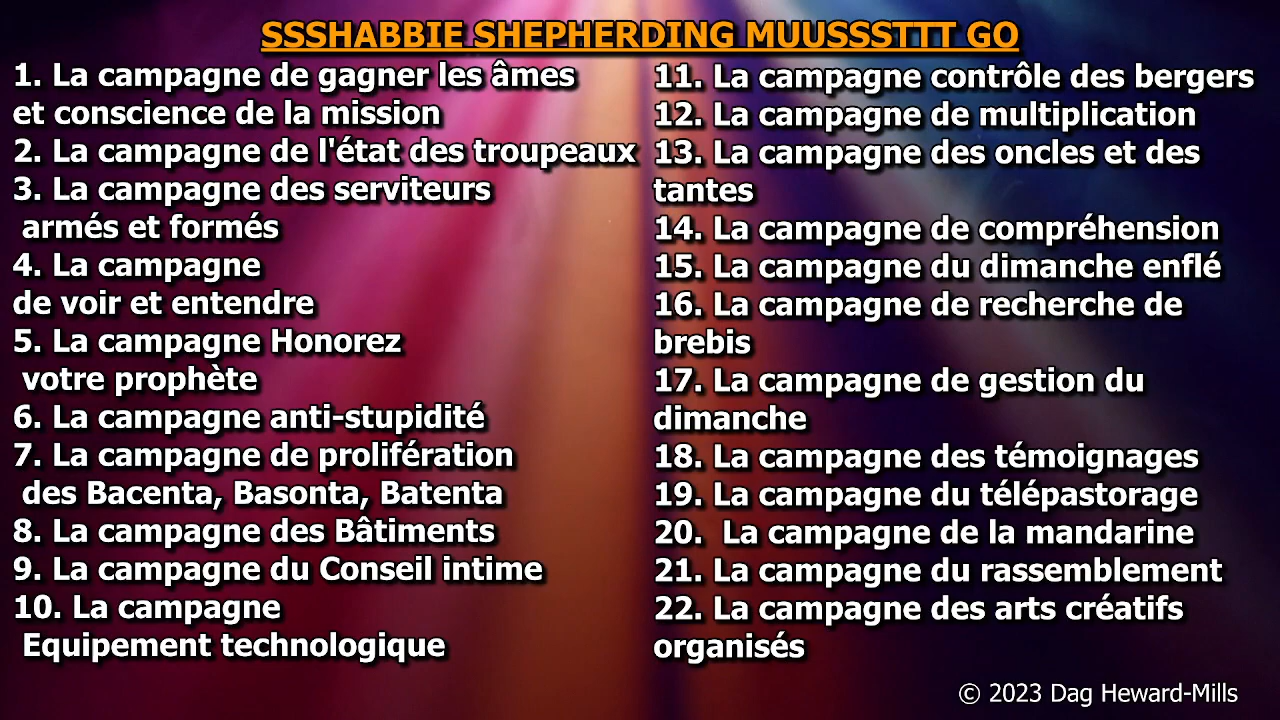 SSSHABBIE SHEPHERDING MUUSSSTTT GO
1. La campagne de gagner les âmes
et conscience de la mission
2. La campagne de l'état des troupeaux
3. La campagne des serviteurs
armés et formés
4. La campagne
de voir et entendre
5. La campagne Honorez
votre prophète
6. La campagne anti-stupidité
7. La campagne de prolifération
des Bacenta, Basonta, Batenta
8. La campagne des Bâtiments
9. La campagne du Conseil intime
10. La campagne
Equipement technologique
11. La campagne contrôle des bergers
12. La campagne de multiplication
13. La campagne des oncles et des
tantes
14. La campagne de compréhension
15. La campagne du dimanche enflé
16. La campagne de recherche de
brebis
17. La campagne de gestion du
dimanche
18. La campagne des témoignages
19. La campagne du télépastorage
20. La campagne de la mandarine
21. La campagne du rassemblement
22. La campagne des arts créatifs
organisés
© 2023 Dag Heward-Mills